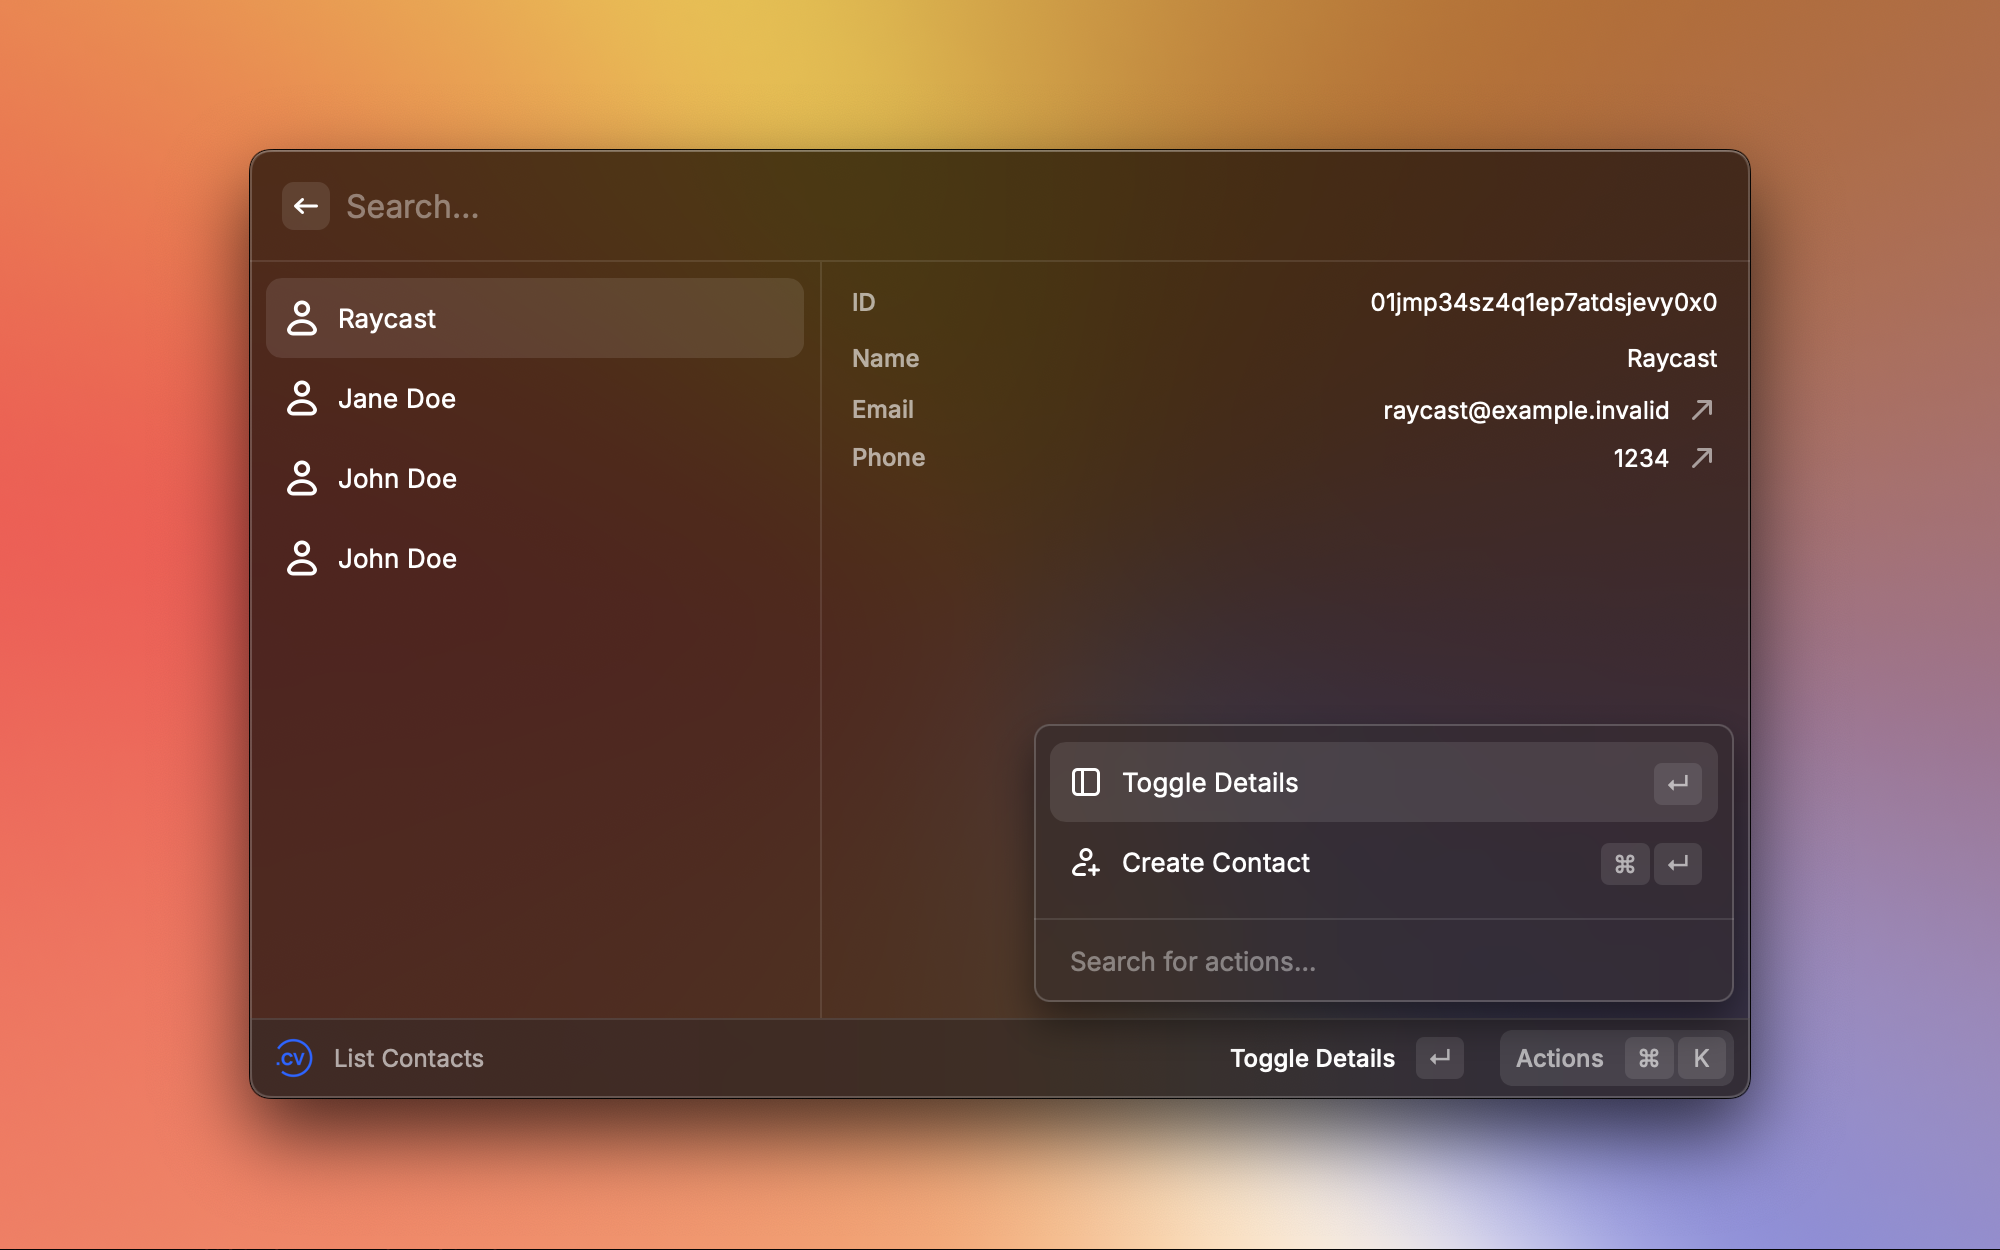 Search...
Raycast
Jane Doe
John Doe
John Doe
ID 01jmp34sz4q1ep7atdsjevy0x0
Name Raycast
Email raycast@example.invalid
Phone 1234
Toggle Details ↵
Create Contact ⌘ ↵
Search for actions...
.CV List Contacts Toggle Details ↵ Actions ⌘ K